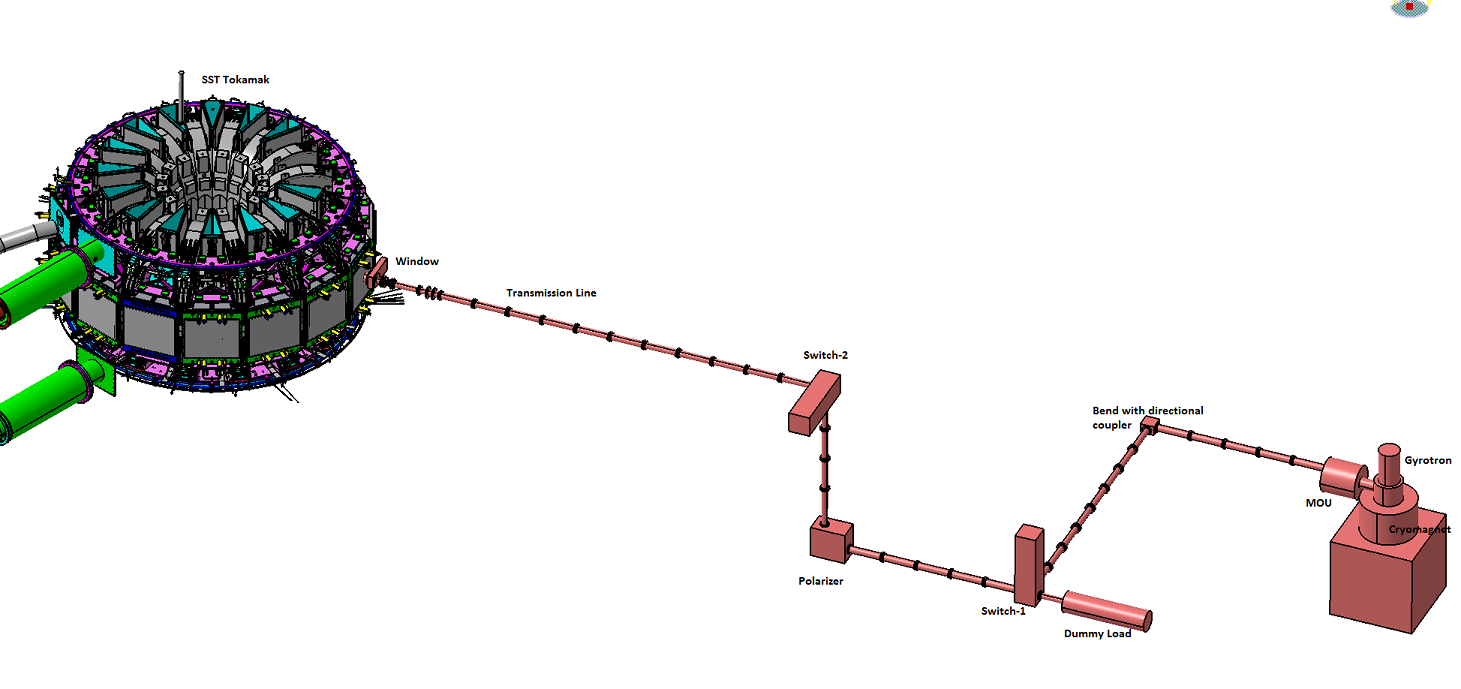 SST Tokamak
Window
Transmission Line
Switch-2
Bend with directional
coupler
Gyrotron
MOU
Cryomagnet
Polarizer
Switch-1
Dummy Load